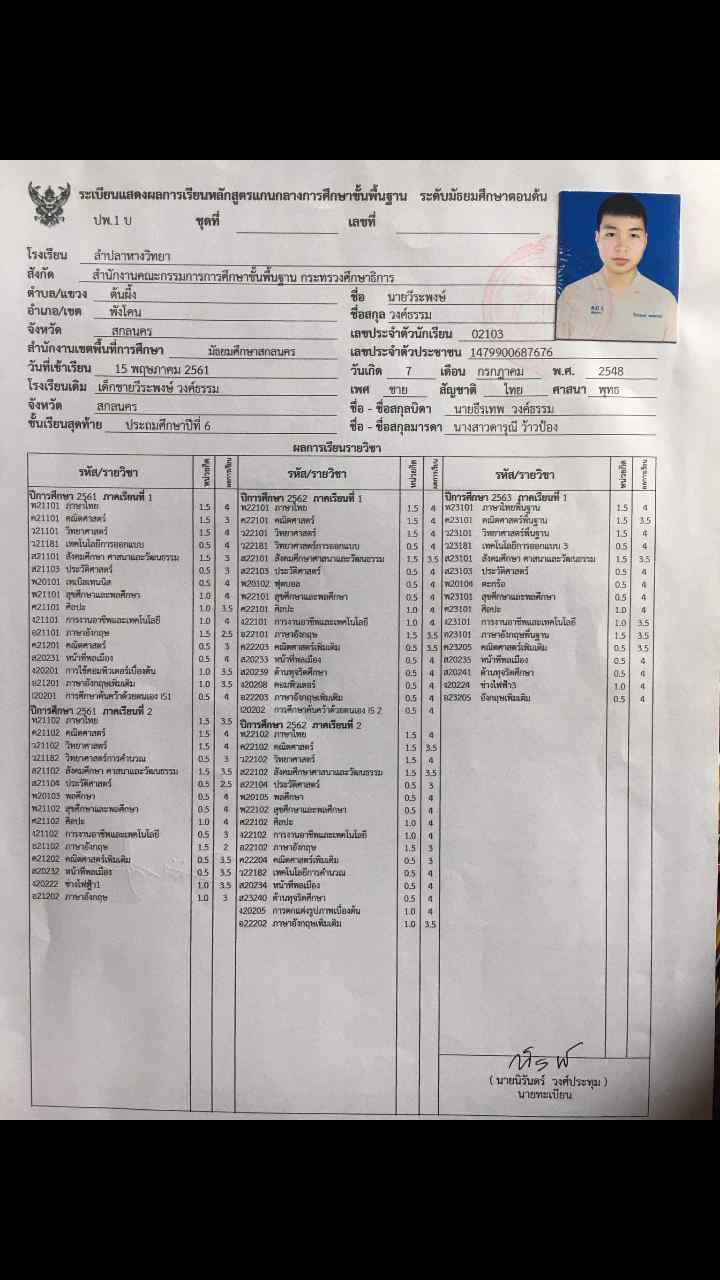 ระเบียนแสดงผลการเรียนหลักสูตรแกนกลางการศึกษาขั้นพื้นฐาน ระดับมัธยมศึกษาตอนต้น
ปพ.1 บ ชุดที่ เลขที่
โรงเรียน ลำปลาหางวิทยา
สังกัด สำนักงานคณะกรรมการการศึกษาขั้นพื้นฐาน กระทรวงศึกษาธิการ
ตำบล/แขวง ต้นผึ้ง
อำเภอ/เขต พังโคน
จังหวัด สกลนคร
สำนักงานเขตพื้นที่การศึกษา มัธยมศึกษาสกลนคร
วันที่เข้าเรียน 15 พฤษภาคม 2561
โรงเรียนเดิม เด็กชายวีระพงษ์ วงค์ธรรม
จังหวัด สกลนคร
ชั้นเรียนสุดท้าย ประถมศึกษาปีที่ 6
ชื่อ นายวีระพงษ์
ชื่อสกุล วงค์ธรรม
เลขประจำตัวนักเรียน 02103
เลขประจำตัวประชาชน 1479900687676
วันเกิด 7 เดือน กรกฎาคม พ.ศ. 2548
เพศ ชาย สัญชาติ ไทย ศาสนา พุทธ
ชื่อ - ชื่อสกุลบิดา นายธีรเทพ วงค์ธรรม
ชื่อ - ชื่อสกุลมารดา นางสาวดารุณี ว้าวป้อง
ผลการเรียนรายวิชา
รหัส/รายวิชา หน่วยกิต ผลการเรียน
ปีการศึกษา 2561 ภาคเรียนที่ 1
ท21101 ภาษาไทย 1.5 4
ค21101 คณิตศาสตร์ 1.5 3
ว21101 วิทยาศาสตร์ 1.5 4
ว21181 เทคโนโลยีการออกแบบ 0.5 4
ส21101 สังคมศึกษา ศาสนาและวัฒนธรรม 1.5 3
ส21103 ประวัติศาสตร์ 0.5 3
พ20101 เทเบิลเทนนิส 0.5 4
พ21101 สุขศึกษาและพลศึกษา 1.0 4
ศ21101 ศิลปะ 1.0 3.5
ง21101 การงานอาชีพและเทคโนโลยี 1.0 4
อ21101 ภาษาอังกฤษ 1.5 2.5
ค21201 คณิตศาสตร์ 0.5 3
ส20231 หน้าที่พลเมือง 0.5 4
ง20201 การใช้คอมพิวเตอร์เบื้องต้น 1.0 3.5
อ21201 ภาษาอังกฤษเพิ่มเติม 1.0 3.5
I20201 การศึกษาค้นคว้าด้วยตนเอง IS1 0.5 4
ปีการศึกษา 2561 ภาคเรียนที่ 2
ท21102 ภาษาไทย 1.5 3.5
ค21102 คณิตศาสตร์ 1.5 4
ว21102 วิทยาศาสตร์ 1.5 4
ว21182 วิทยาศาสตร์การคำนวณ 0.5 3
ส21102 สังคมศึกษา ศาสนาและวัฒนธรรม 1.5 3.5
ส21104 ประวัติศาสตร์ 0.5 2.5
พ20103 พลศึกษา 0.5 4
พ21102 สุขศึกษาและพลศึกษา 0.5 4
ศ21102 ศิลปะ 1.0 4
ง21102 การงานอาชีพและเทคโนโลยี 0.5 3
อ21102 ภาษาอังกฤษ 1.5 2
ค21202 คณิตศาสตร์เพิ่มเติม 0.5 3.5
ส20232 หน้าที่พลเมือง 0.5 3.5
ง20222 ช่างไฟฟ้า1 1.0 3.5
อ21202 ภาษาอังกฤษ 1.0 3
รหัส/รายวิชา หน่วยกิต ผลการเรียน
ปีการศึกษา 2562 ภาคเรียนที่ 1
ท22101 ภาษาไทย 1.5 4
ค22101 คณิตศาสตร์ 1.5 4
ว22101 วิทยาศาสตร์ 1.5 4
ว22181 วิทยาศาสตร์การออกแบบ 0.5 4
ส22101 สังคมศึกษาศาสนาและวัฒนธรรม 1.5 3.5
ส22103 ประวัติศาสตร์ 0.5 4
พ20102 ฟุตบอล 0.5 4
พ22101 สุขศึกษาและพลศึกษา 0.5 4
ศ22101 ศิลปะ 1.0 4
ง22101 การงานอาชีพและเทคโนโลยี 1.0 4
อ22101 ภาษาอังกฤษ 1.5 3.5
ค22203 คณิตศาสตร์เพิ่มเติม 0.5 3.5
ส20233 หน้าที่พลเมือง 0.5 4
ส20239 ต้านทุจริตศึกษา 0.5 4
ง20208 คอมพิวเตอร์ 0.5 4
อ22203 ภาษาอังกฤษเพิ่มเติม 0.5 4
I20202 การศึกษาค้นคว้าด้วยตนเอง IS 2 0.5 4
ปีการศึกษา 2562 ภาคเรียนที่ 2
ท22102 ภาษาไทย 1.5 4
ค22102 คณิตศาสตร์ 1.5 3.5
ว22102 วิทยาศาสตร์ 1.5 4
ส22102 สังคมศึกษาศาสนาและวัฒนธรรม 1.5 3.5
ส22104 ประวัติศาสตร์ 0.5 3
พ20105 พลศึกษา 0.5 4
พ22102 สุขศึกษาและพลศึกษา 0.5 4
ศ22102 ศิลปะ 1.0 4
ง22102 การงานอาชีพและเทคโนโลยี 1.0 4
อ22102 ภาษาอังกฤษ 1.5 3
ค22204 คณิตศาสตร์เพิ่มเติม 0.5 3
ว22182 เทคโนโลยีการคำนวณ 0.5 4
ส20234 หน้าที่พลเมือง 0.5 4
ส23240 ต้านทุจริตศึกษา 0.5 4
ง20205 การตกแต่งรูปภาพเบื้องต้น 1.0 4
อ22202 ภาษาอังกฤษเพิ่มเติม 1.0 3.5
รหัส/รายวิชา หน่วยกิต ผลการเรียน
ปีการศึกษา 2563 ภาคเรียนที่ 1
ท23101 ภาษาไทยพื้นฐาน 1.5 4
ค23101 คณิตศาสตร์พื้นฐาน 1.5 3.5
ว23101 วิทยาศาสตร์พื้นฐาน 1.5 4
ว23181 เทคโนโลยีการออกแบบ 3 0.5 4
ส23101 สังคมศึกษา ศาสนาและวัฒนธรรม 1.5 4
ส23103 ประวัติศาสตร์ 0.5 4
พ20104 ตะกร้อ 0.5 4
พ23101 สุขศึกษาและพลศึกษา 0.5 4
ศ23101 ศิลปะ 1.0 4
ง23101 การงานอาชีพและเทคโนโลยี 1.0 3.5
อ23101 ภาษาอังกฤษพื้นฐาน 1.5 3.5
ค23205 คณิตศาสตร์เพิ่มเติม 0.5 3.5
ส20235 หน้าที่พลเมือง 0.5 4
ส20241 ต้านทุจริตศึกษา 0.5 4
ง20224 ช่างไฟฟ้า3 1.0 4
อ23205 อังกฤษเพิ่มเติม 0.5 4
( นายนิรันดร์ วงศ์ประทุม )
นายทะเบียน